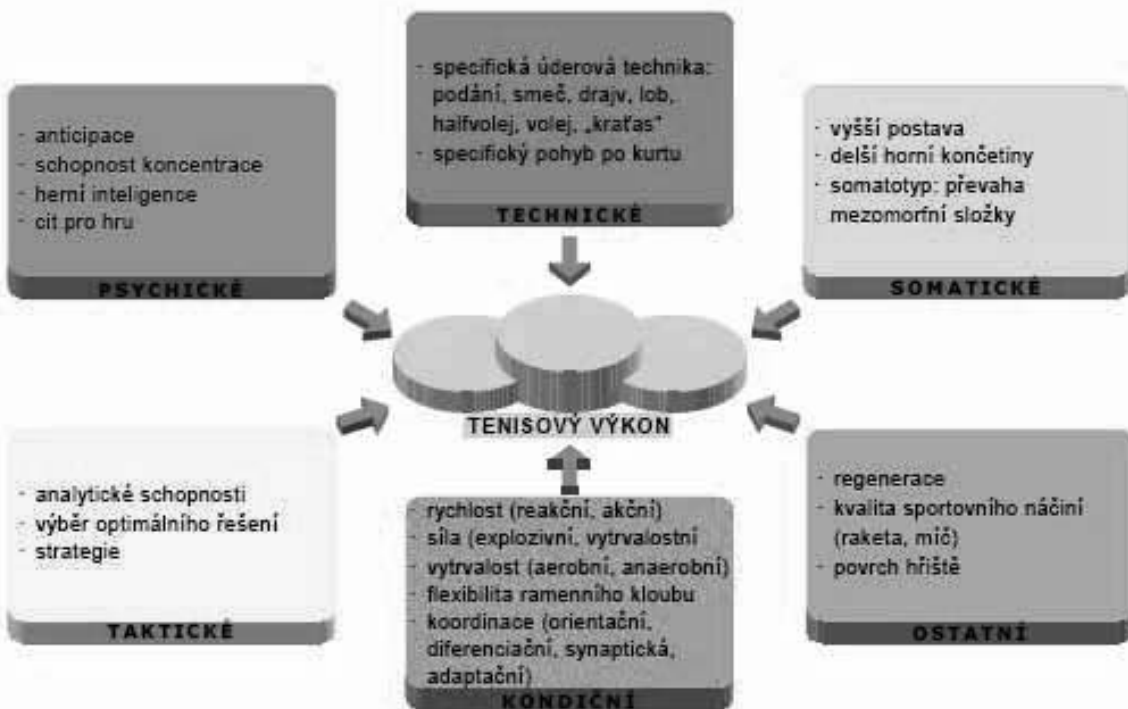 · specifická úderová technika:
podání, smeč, drajv, lob,
halfvolej, volej, „kraťas"
· specifický pohyb po kurtu
TECHNICKÉ
· anticipace
· schopnost koncentrace
· herní inteligence
· cit pro hru
PSYCHICKÉ
· vyšší postava
· delší horní končetiny
· somatotyp: převaha
mezomorfní složky
SOMATICKÉ
TENISOVÝ VÝKON
· analytické schopnosti
· výběr optimálního řešení
· strategie
TAKTICKÉ
· rychlost (reakční, akční)
· síla (explozivní, vytrvalostní
· vytrvalost (aerobní, anaerobní)
· flexibilita ramenního kloubu
· koordinace (orientační,
diferenciační, synaptická,
adaptační)
KONDIČNÍ
· regenerace
· kvalita sportovního náčiní
(raketa, míč)
· povrch hřiště
OSTATNÍ